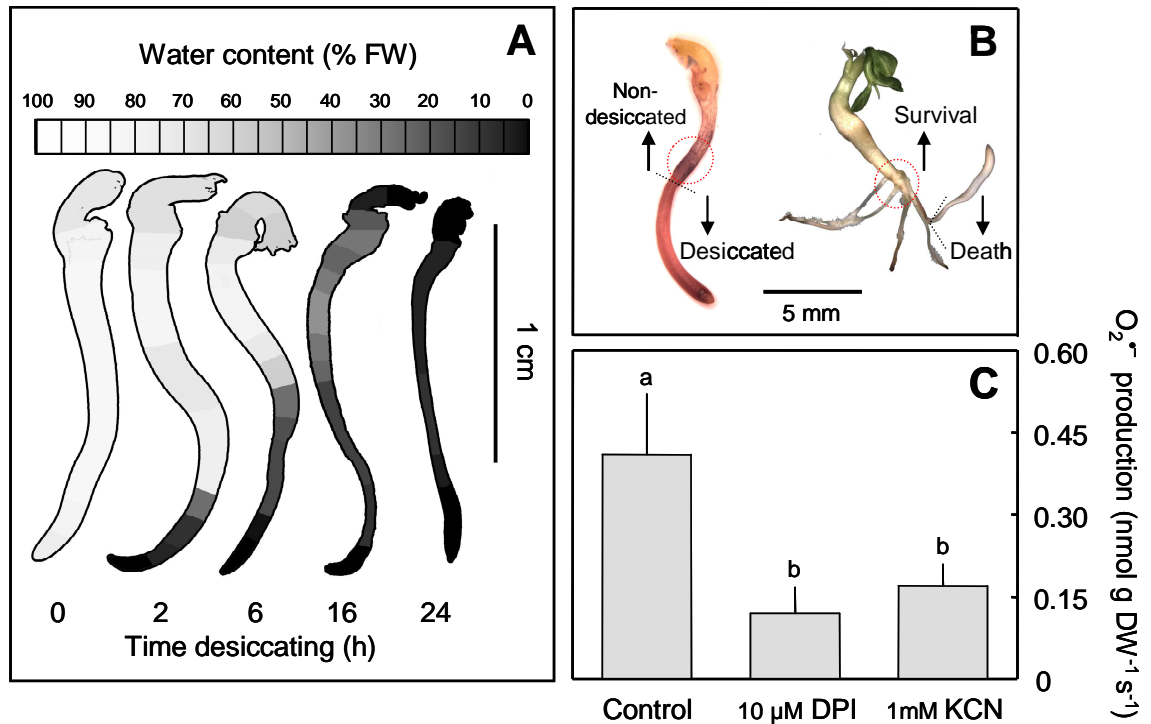 A
Water content (% FW)
100 90 80 70 60 50 40 30 20 10 0
1 cm
0 2 6 16 24
Time desiccating (h)
B
Non-
desiccated
Desiccated
Survival
Death
5 mm
C
a
b
b
0.60
0.45
0.30
0.15
0
O₂•⁻ production (nmol g DW⁻¹ s⁻¹)
Control 10 µM DPI 1mM KCN